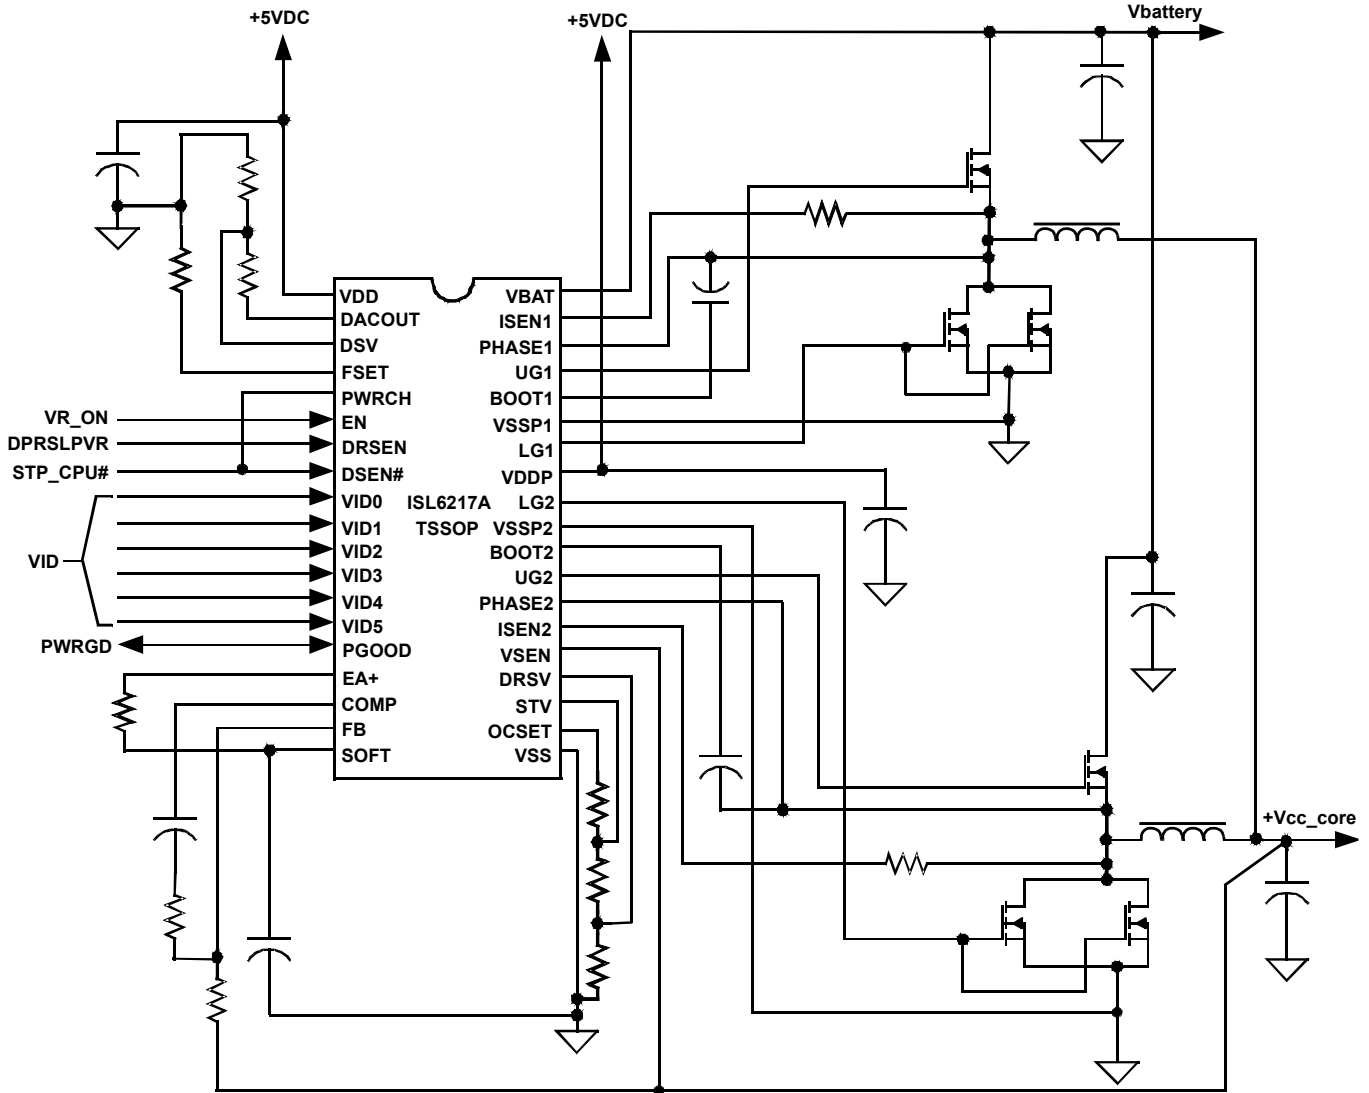 +5VDC
+5VDC
Vbattery
VDD
DACOUT
DSV
FSET
PWRCH
EN
DRSEN
DSEN#
VID0
VID1
VID2
VID3
VID4
VID5
PGOOD
EA+
COMP
FB
SOFT
VR_ON
DPRSLPVR
STP_CPU#
VID
PWRGD
ISL6217A
TSSOP
VBAT
ISEN1
PHASE1
UG1
BOOT1
VSSP1
LG1
VDDP
LG2
VSSP2
BOOT2
UG2
PHASE2
ISEN2
VSEN
DRSV
STV
OCSET
VSS
+Vcc_core